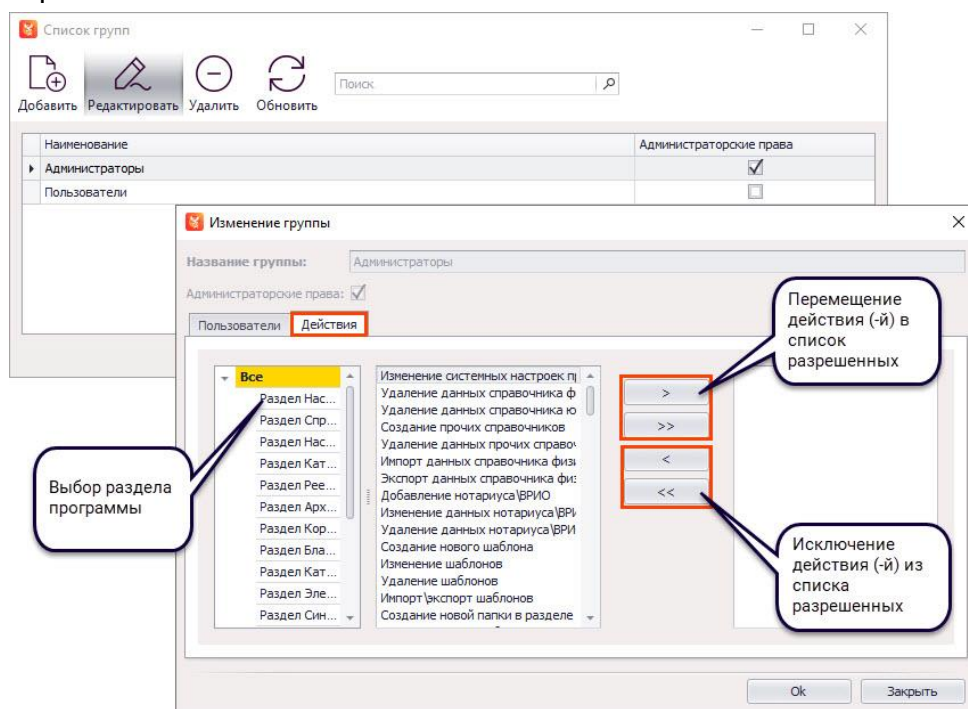 Список групп
Добавить Редактировать Удалить Обновить Поиск
Наименование Администраторские права
Администраторы
Пользователи
Изменение группы
Название группы: Администраторы
Администраторские права:
Пользователи Действия
Перемещение
действия (-й) в
список
разрешенных
Выбор раздела
программы
Все
Раздел Нас...
Раздел Спр...
Раздел Нас...
Раздел Кат...
Раздел Рее...
Раздел Арх...
Раздел Кор...
Раздел Бла...
Раздел Кат...
Раздел Эле...
Раздел Син...
Изменение системных настроек
Удаление данных справочника ф
Удаление данных справочника ю
Создание прочих справочников
Удаление данных прочих справоч
Импорт данных справочника физи
Экспорт данных справочника физ
Добавление нотариуса\ВРИО
Изменение данных нотариуса\ВРИ
Удаление данных нотариуса\ВРИ
Создание нового шаблона
Изменение шаблонов
Удаление шаблонов
Импорт\экспорт шаблонов
Создание новой папки в разделе
>
>>
<
<<
Исключение
действия (-й) из
списка
разрешенных
Ok Закрыть